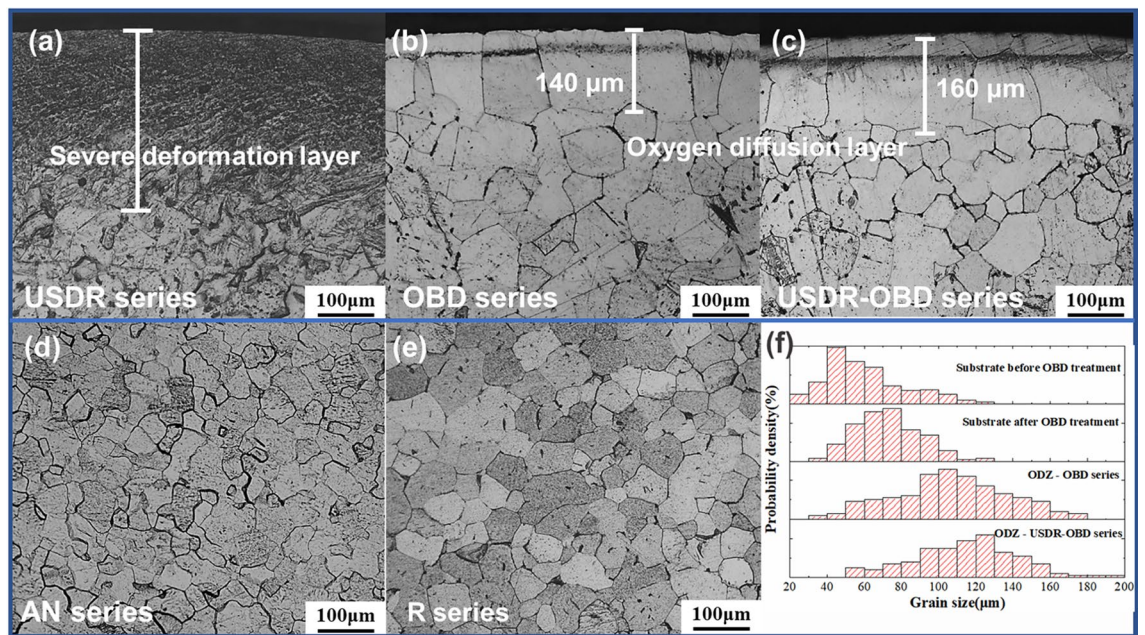 (a)
Severe deformation layer
USDR series
100μm
(b)
140 μm
OBD series
100μm
(c)
160 μm
Oxygen diffusion layer
USDR-OBD series
100μm
(d)
AN series
100μm
(e)
R series
100μm
(f)
Probability density(%)
Substrate before OBD treatment
Substrate after OBD treatment
ODZ - OBD series
ODZ - USDR-OBD series
20 40 60 80 100 120 140 160 180 200
Grain size(μm)